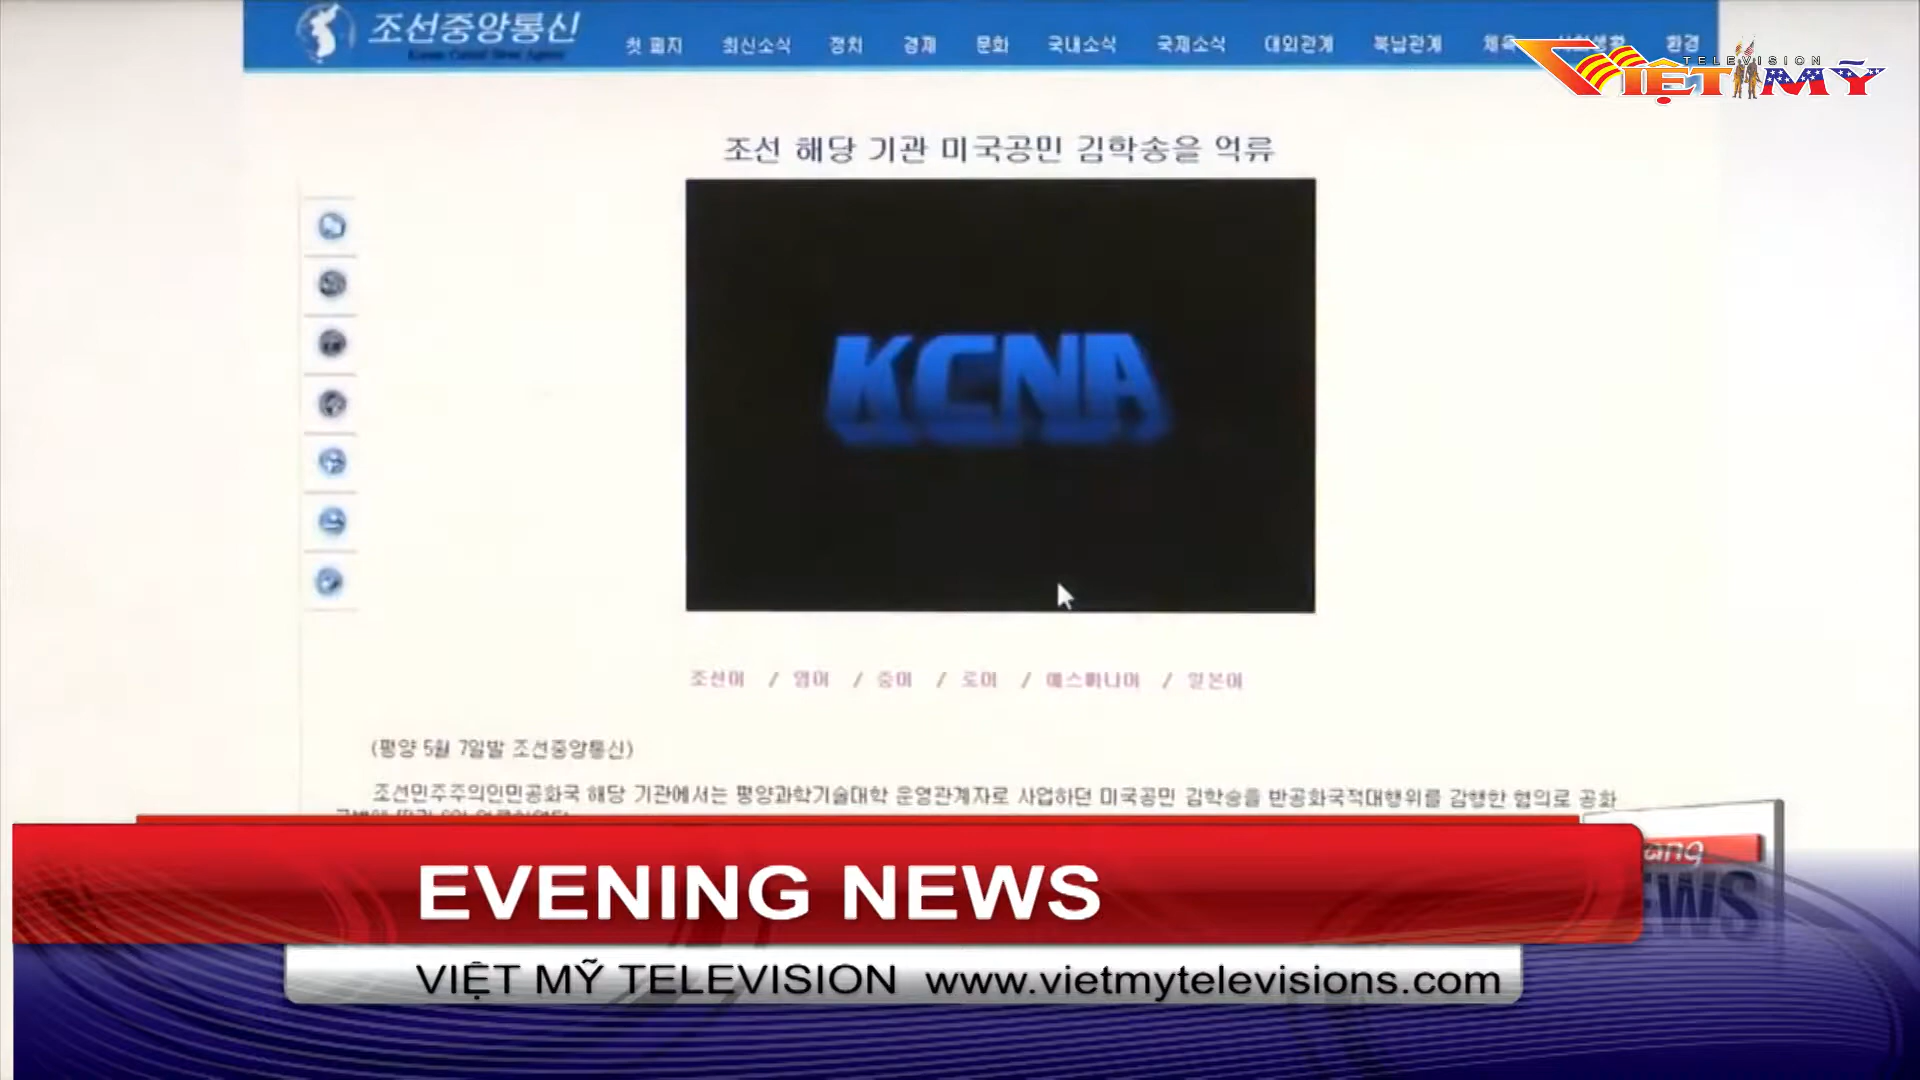 조선중앙통신
Korean Central News Agency
첫 페지 최신소식 정치 경제 문화 국내소식 국제소식 대외관계 북남관계 체육 환경
TELEVISION
VIỆT MỸ
조선 해당 기관 미국공민 김학송을 억류
KCNA
조선어 / 영어 / 중어 / 로어 / 에스빠냐어 / 일본어
(평양 5월 7일발 조선중앙통신)
조선민주주의인민공화국 해당 기관에서는 평양과학기술대학 운영관계자로 사업하던 미국공민 김학송을 반공화국적대행위를 감행한 혐의로 공화
ang
EWS
EVENING NEWS
VIỆT MỸ TELEVISION www.vietmytelevisions.com